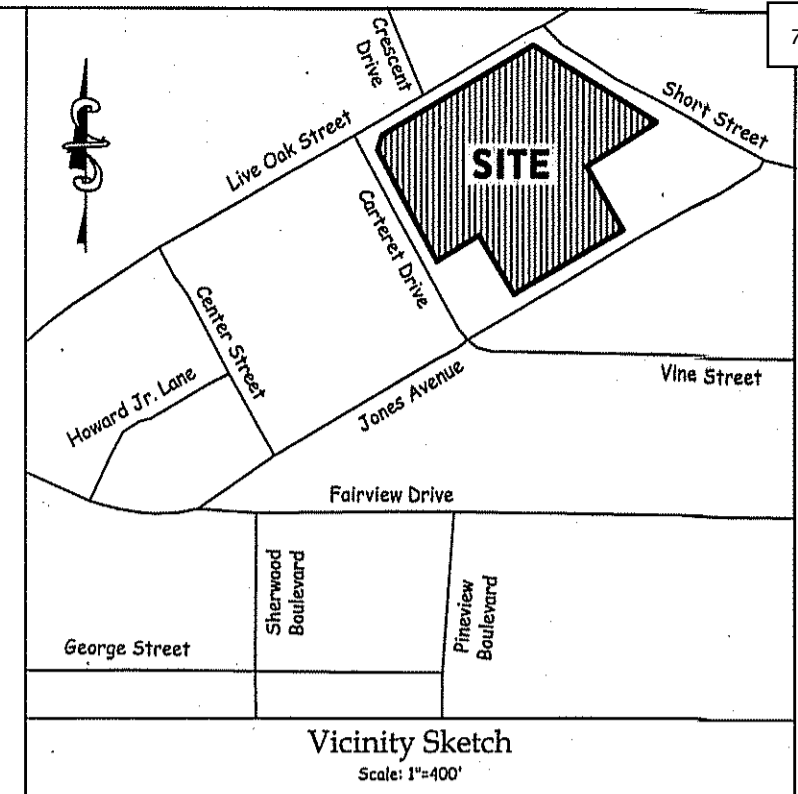 7
Crescent
Drive
Short Street
Live Oak Street
SITE
Carteret Drive
Center Street
Howard Jr. Lane
Jones Avenue
Vine Street
Fairview Drive
Sherwood
Boulevard
Pineview
Boulevard
George Street
Vicinity Sketch
Scale: 1"=400'